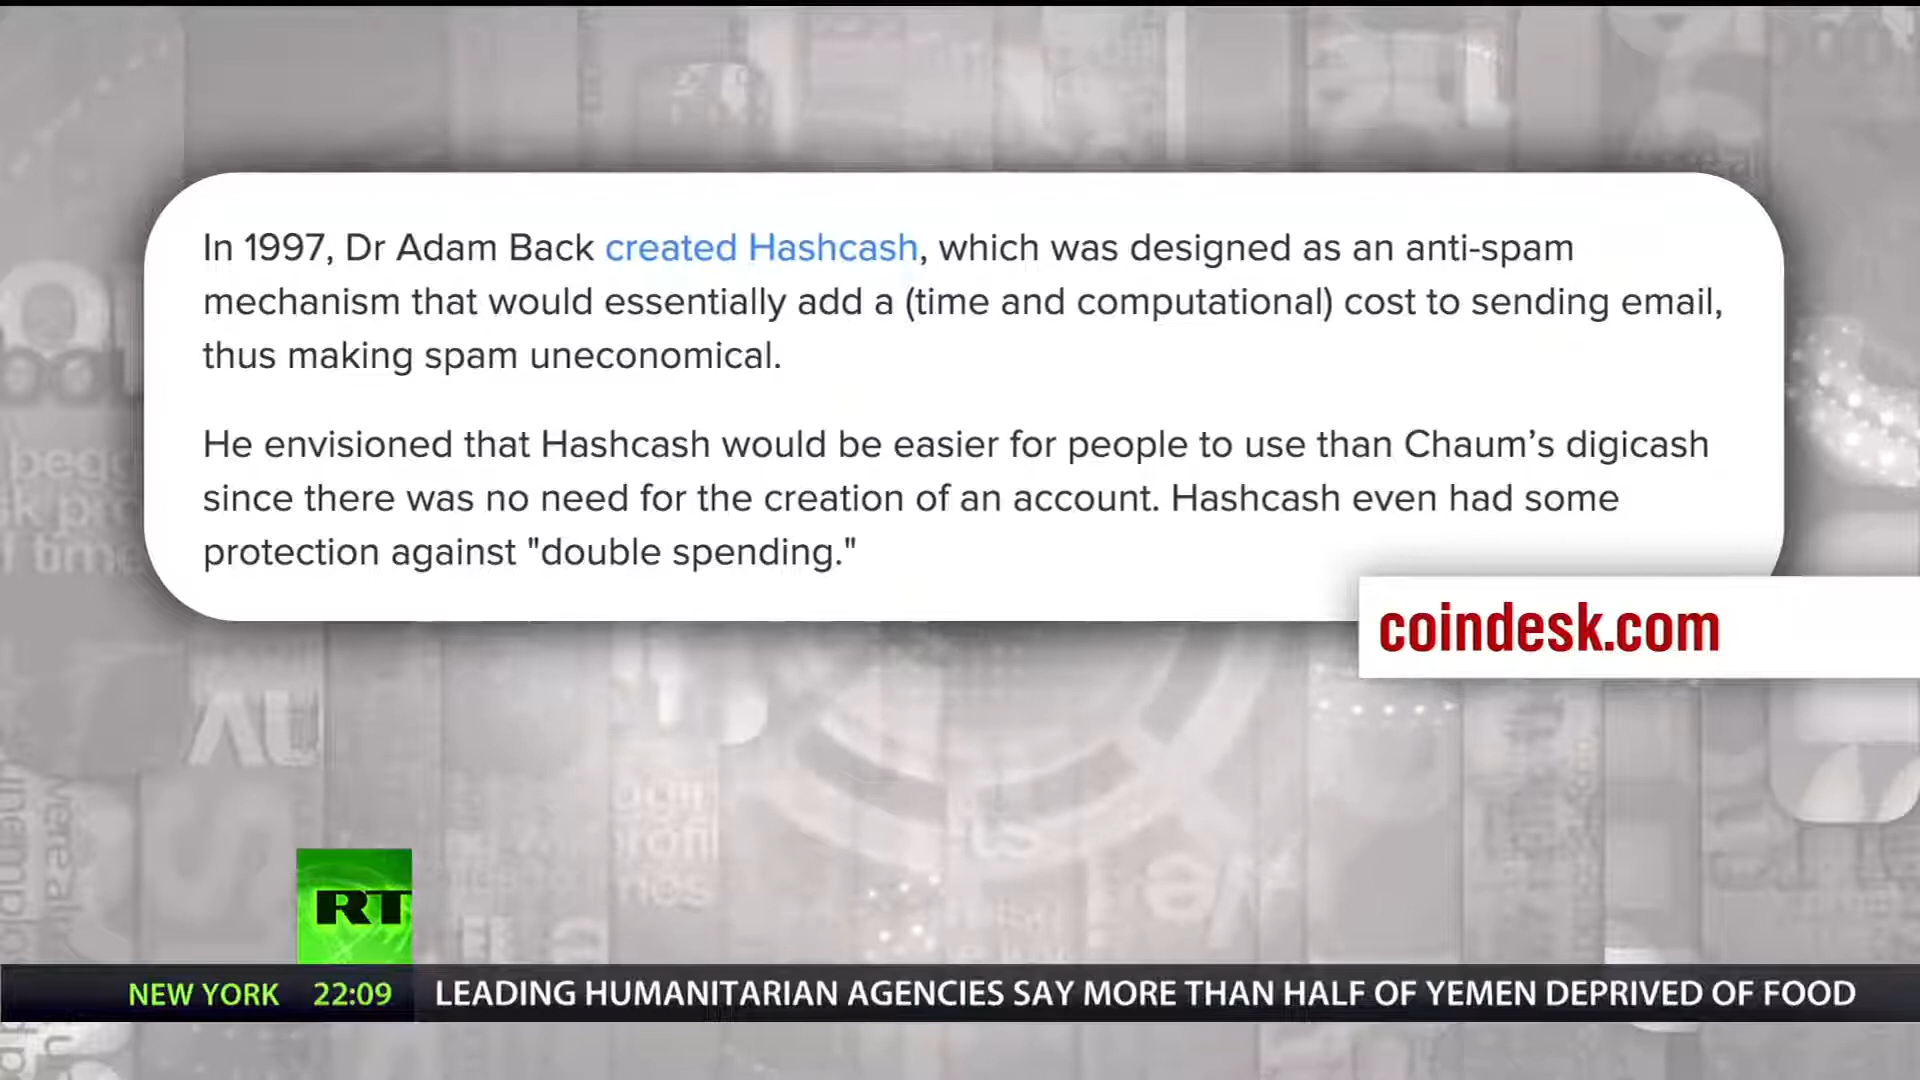 In 1997, Dr Adam Back created Hashcash, which was designed as an anti-spam
mechanism that would essentially add a (time and computational) cost to sending email,
thus making spam uneconomical.
He envisioned that Hashcash would be easier for people to use than Chaum’s digicash
since there was no need for the creation of an account. Hashcash even had some
protection against "double spending."
coindesk.com
RT
NEW YORK 22:09 LEADING HUMANITARIAN AGENCIES SAY MORE THAN HALF OF YEMEN DEPRIVED OF FOOD